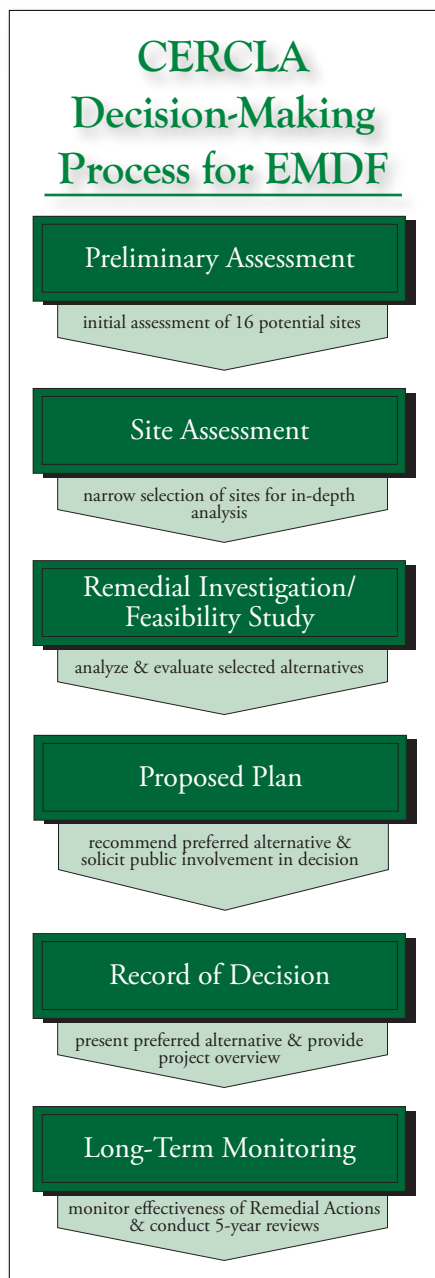 CERCLA
Decision-Making
Process for EMDF
Preliminary Assessment
initial assessment of 16 potential sites
Site Assessment
narrow selection of sites for in-depth
analysis
Remedial Investigation/
Feasibility Study
analyze & evaluate selected alternatives
Proposed Plan
recommend preferred alternative &
solicit public involvement in decision
Record of Decision
present preferred alternative & provide
project overview
Long-Term Monitoring
monitor effectiveness of Remedial Actions
& conduct 5-year reviews